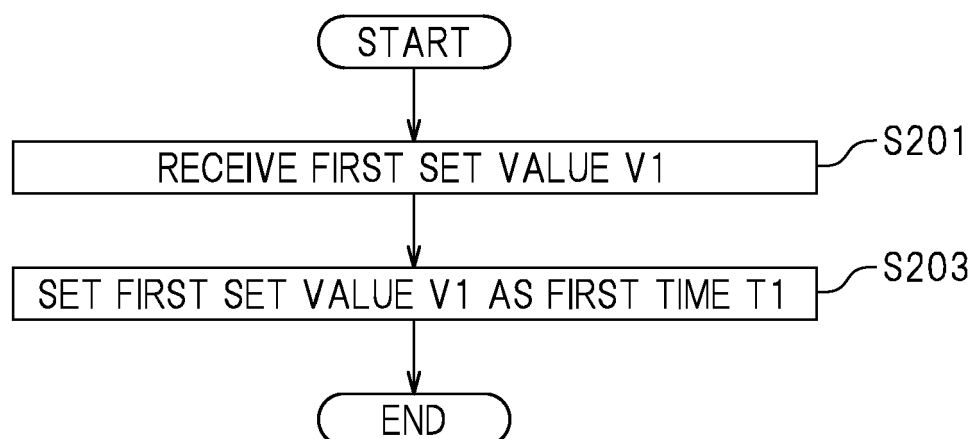 START
RECEIVE FIRST SET VALUE V1
S201
SET FIRST SET VALUE V1 AS FIRST TIME T1
S203
END